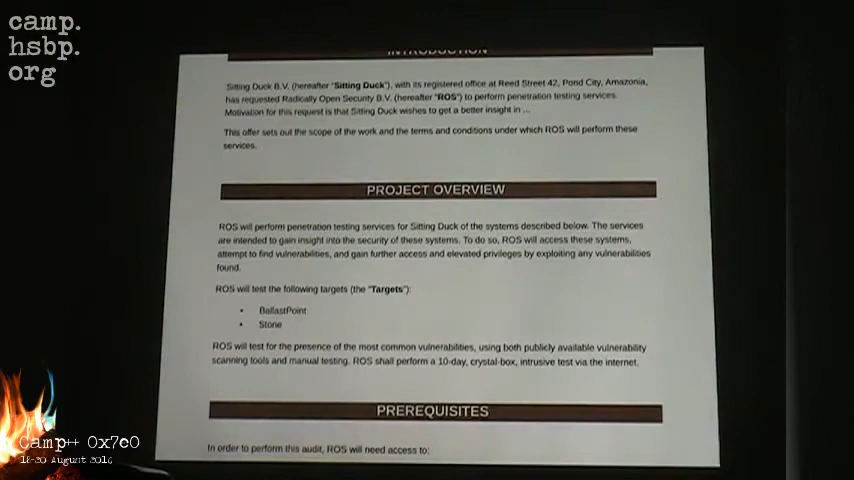 camp.
hsbp.
org
INTRODUCTION
Sitting Duck B.V. (hereafter "Sitting Duck"), with its registered office at Reed Street 42, Pond City, Amazonia,
has requested Radically Open Security B.V. (hereafter "ROS") to perform penetration testing services.
Motivation for this request is that Sitting Duck wishes to get a better insight in ...
This offer sets out the scope of the work and the terms and conditions under which ROS will perform these
services.
PROJECT OVERVIEW
ROS will perform penetration testing services for Sitting Duck of the systems described below. The services
are intended to gain insight into the security of these systems. To do so, ROS will access these systems,
attempt to find vulnerabilities, and gain further access and elevated privileges by exploiting any vulnerabilities
found.
ROS will test the following targets (the "Targets"):
• BallastPoint
• Stone
ROS will test for the presence of the most common vulnerabilities, using both publicly available vulnerability
scanning tools and manual testing. ROS shall perform a 10-day, crystal-box, intrusive test via the internet.
PREREQUISITES
In order to perform this audit, ROS will need access to:
Camp++ 0x7e0
18-20 August 2016